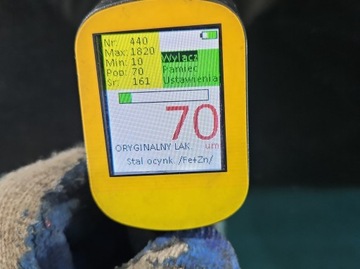 Nr: 440
Max: 1820
Min: 10
Pop: 70
Śr: 161
Wyłącz
Pamięć
Ustawienia
70
um
ORYGINALNY LAK
Stal ocynk /Fe+Zn/